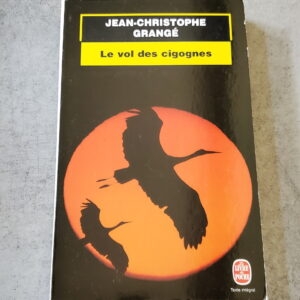 JEAN-CHRISTOPHE
GRANGÉ
Le vol des cigognes
LE LIVRE
DE POCHE
Texte intégral